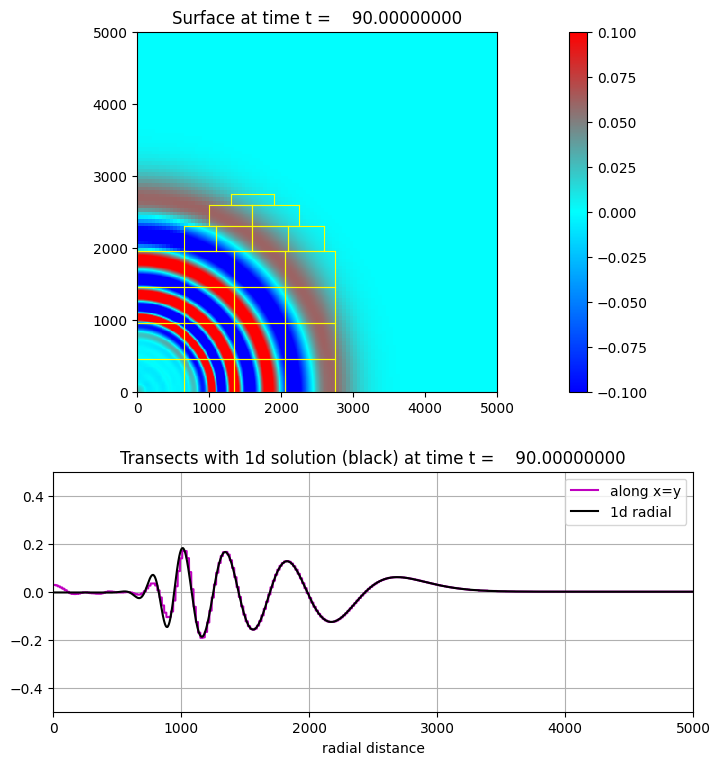 Surface at time t =    90.00000000
5000
4000
3000
2000
1000
0
0 1000 2000 3000 4000 5000
0.100
0.075
0.050
0.025
0.000
−0.025
−0.050
−0.075
−0.100
Transects with 1d solution (black) at time t =    90.00000000
0.4
0.2
0.0
−0.2
−0.4
along x=y
1d radial
0 1000 2000 3000 4000 5000
radial distance